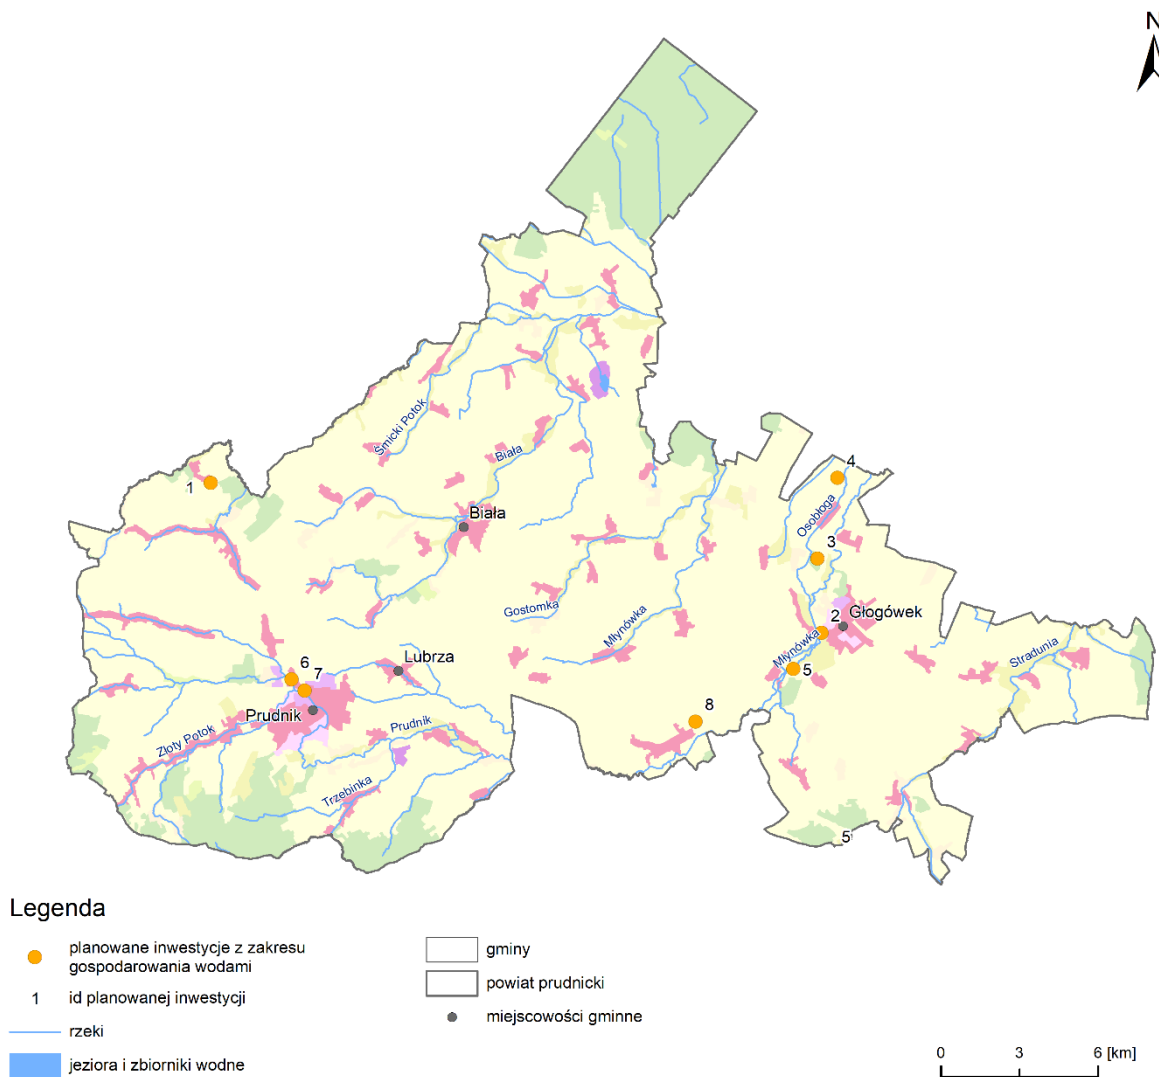 N
4
Śmicki Potok
Biała
1
Biała
Osobłoga
3
Gostomka
Młynówka
2
Głogówek
Młynówka
Stradunia
Lubrza
6
7
5
Prudnik
8
Prudnik
Złoty Potok
Trzebinka
5
Legenda
planowane inwestycje z zakresu
gospodarowania wodami
1 id planowanej inwestycji
rzeki
jeziora i zbiorniki wodne
gminy
powiat prudnicki
miejscowości gminne
0 3 6 [km]